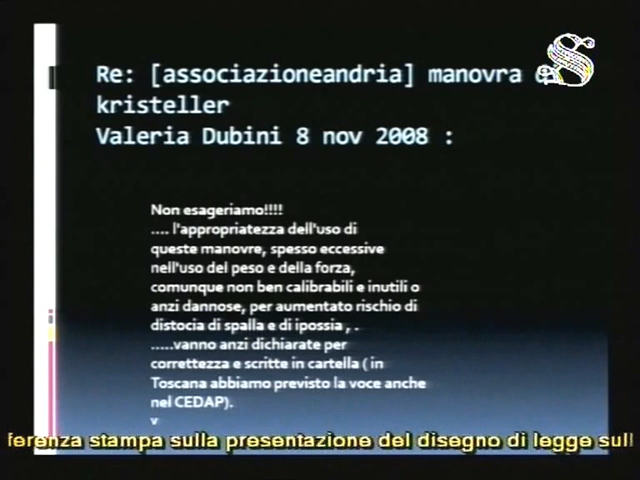 Re: [associazioneandria] manovra di
kristeller
Valeria Dubini 8 nov 2008 :
Non esageriamo!!!!
.... l'appropriatezza dell'uso di
queste manovre, spesso eccessive
nell'uso del peso e della forza,
comunque non ben calibrabili e inutili o
anzi dannose, per aumentato rischio di
distocia di spalla e di ipossia , .
.....vanno anzi dichiarate per
correttezza e scritte in cartella ( in
Toscana abbiamo previsto la voce anche
nel CEDAP).
v
ferenza stampa sulla presentazione del disegno di legge sull